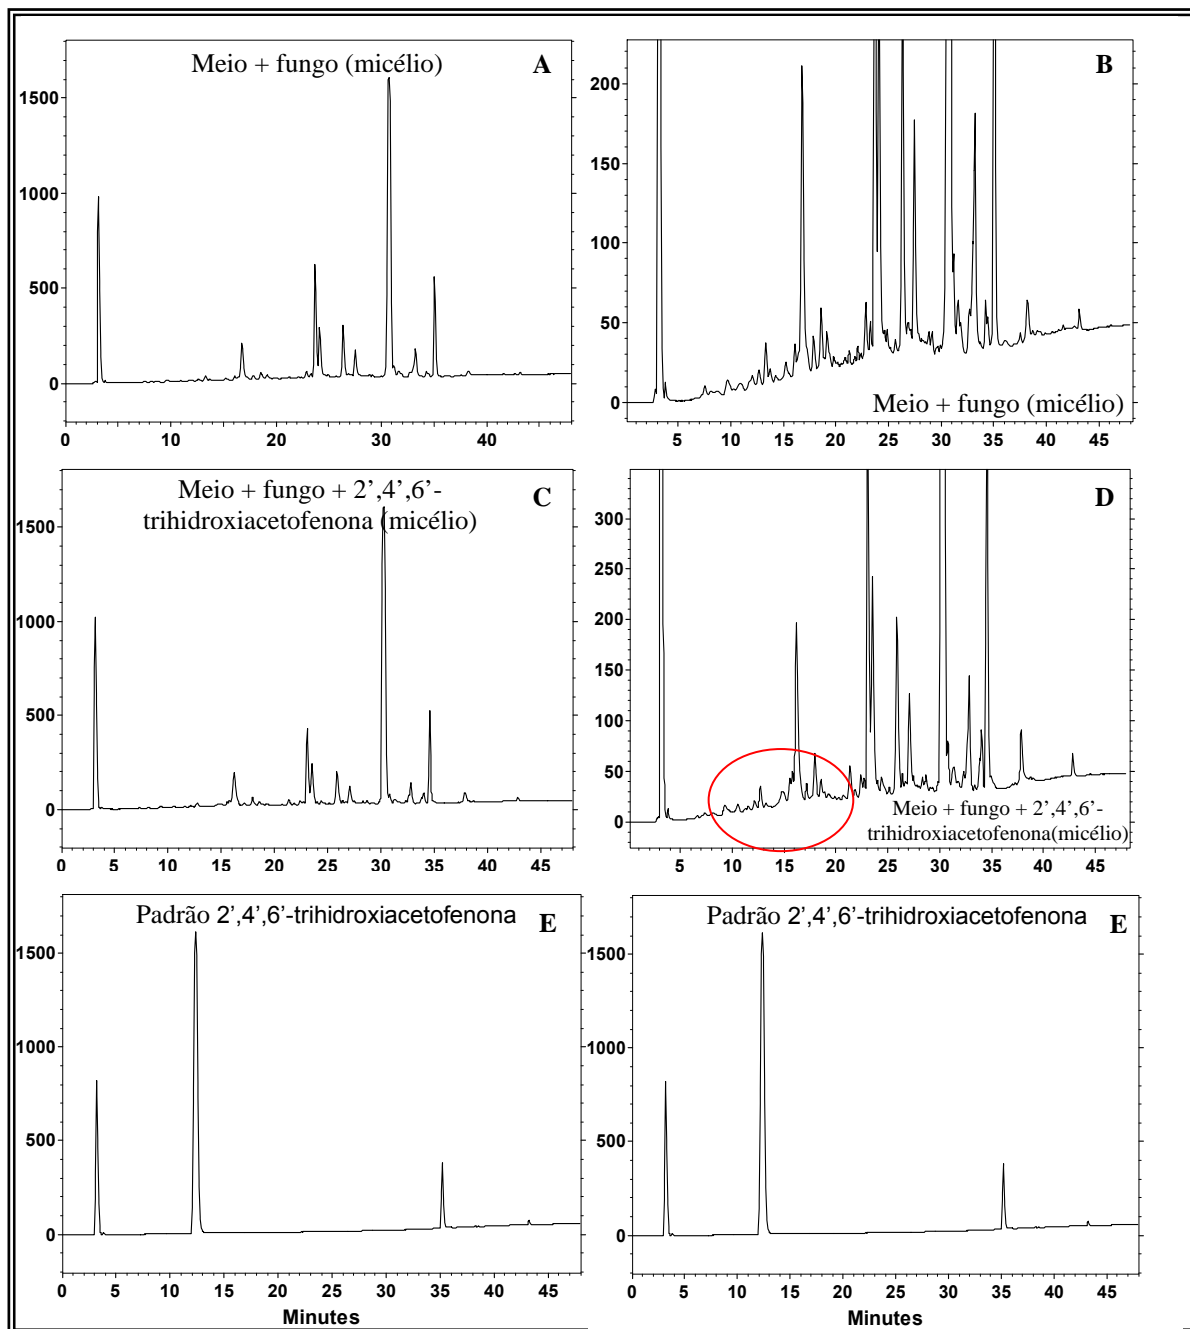 Meio + fungo (micélio) A
1500
1000
500
0
0 10 20 30 40
B
200
150
100
50
0
Meio + fungo (micélio)
5 10 15 20 25 30 35 40 45
Meio + fungo + 2’,4’,6’-
trihidroxiacetofenona (micélio)
C
1500
1000
500
0
0 5 10 15 20 25 30 35 40 45
D
300
250
200
150
100
50
0
Meio + fungo + 2’,4’,6’-
trihidroxiacetofenona(micélio)
5 10 15 20 25 30 35 40 45
Padrão 2’,4’,6’-trihidroxiacetofenona E
1500
1000
500
0
0 5 10 15 20 25 30 35 40 45
Minutes
Padrão 2’,4’,6’-trihidroxiacetofenona E
1500
1000
500
0
0 5 10 15 20 25 30 35 40 45
Minutes